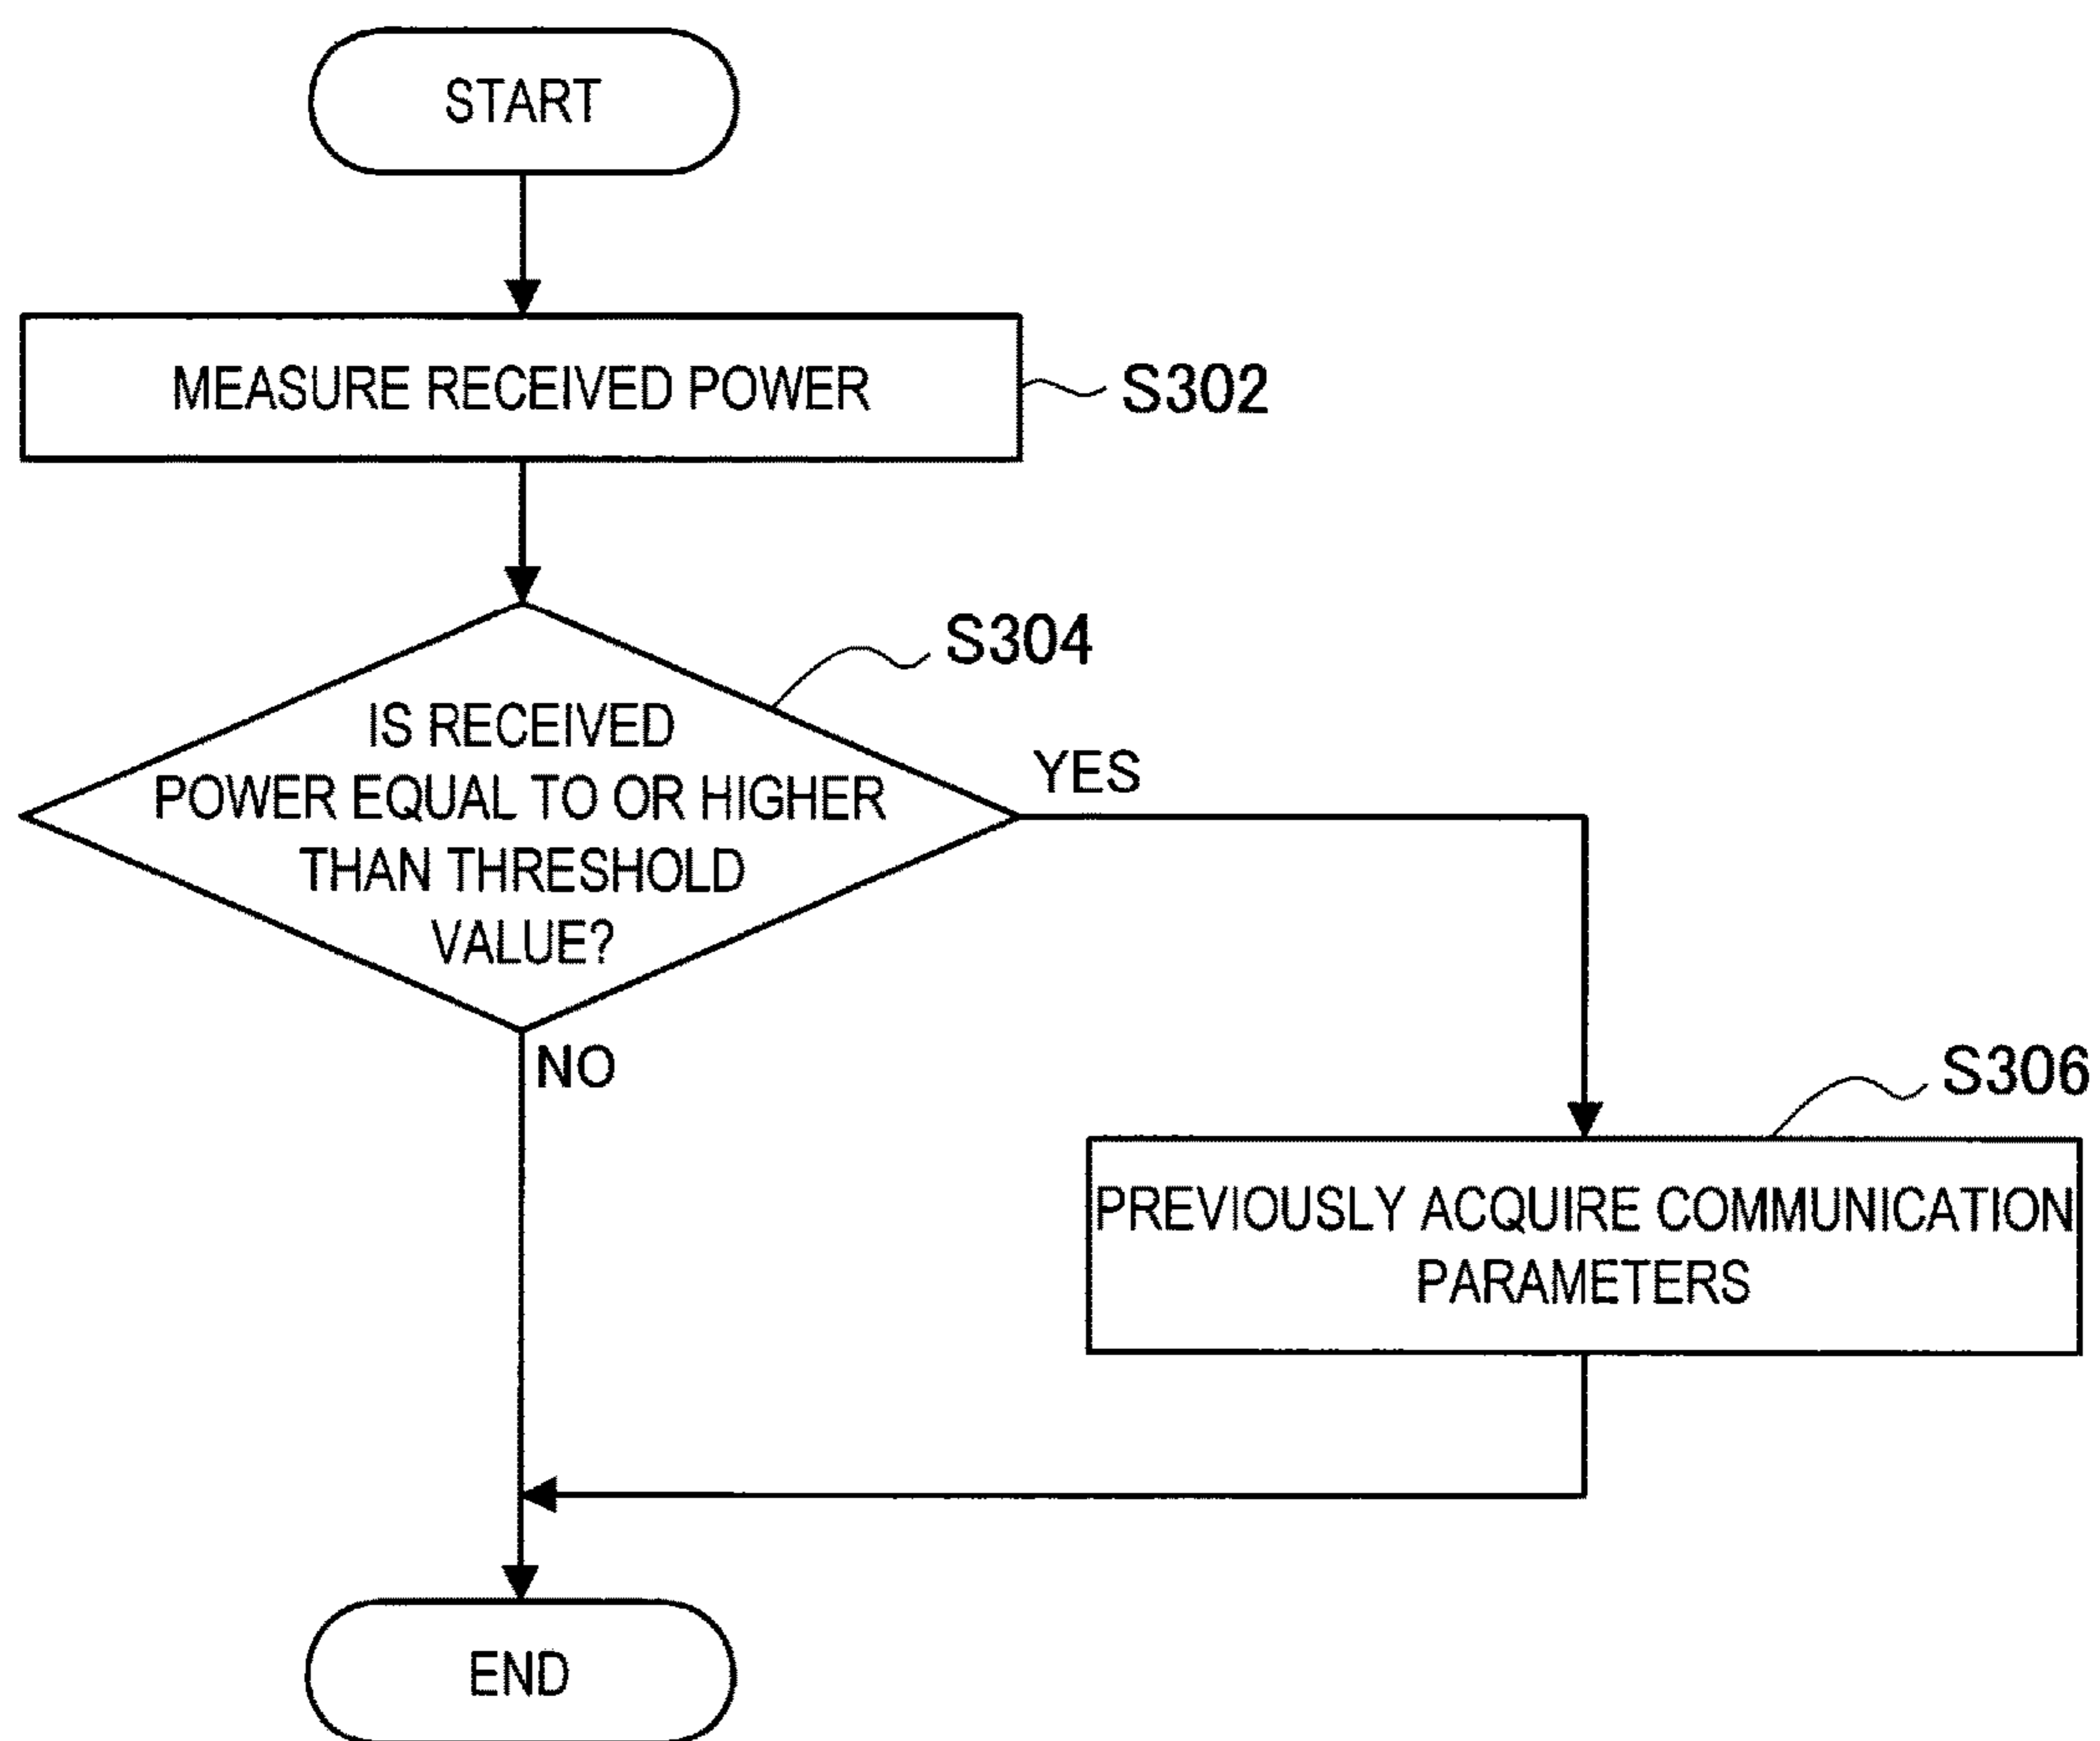 START
MEASURE RECEIVED POWER
S302
S304
IS RECEIVED
POWER EQUAL TO OR HIGHER
THAN THRESHOLD
VALUE?
YES
NO
S306
PREVIOUSLY ACQUIRE COMMUNICATION
PARAMETERS
END